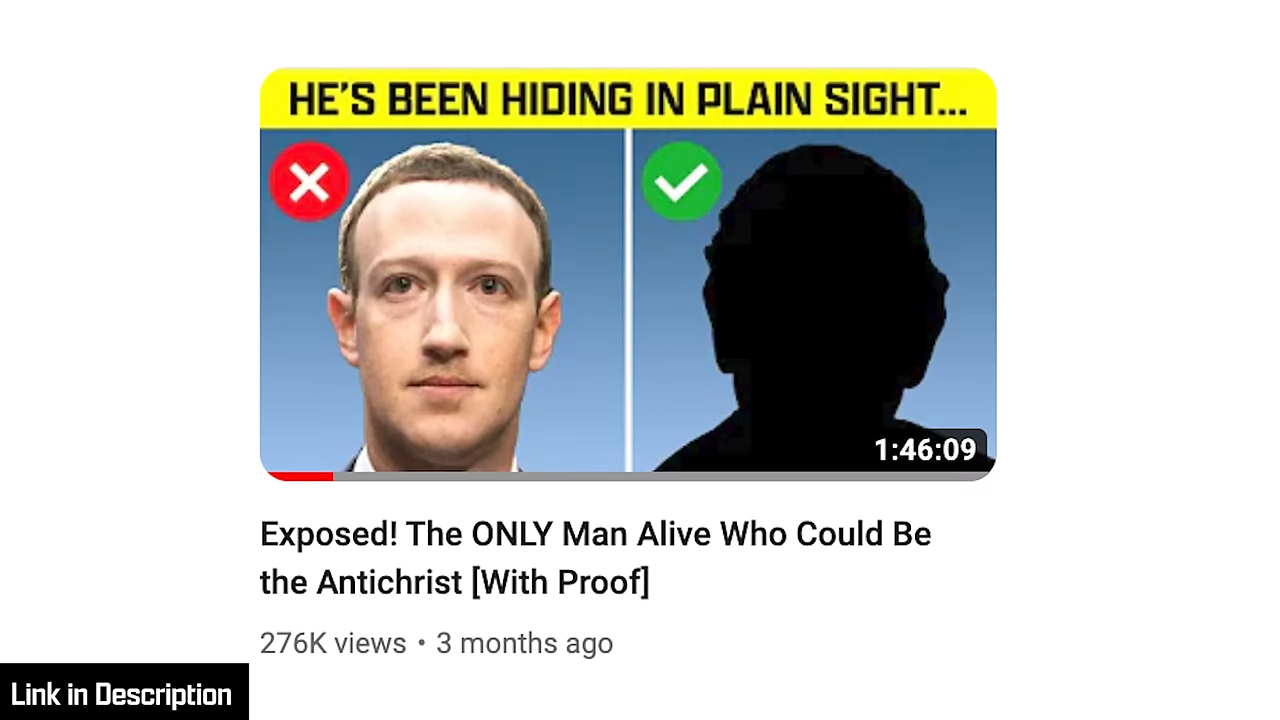 HE'S BEEN HIDING IN PLAIN SIGHT...
1:46:09
Exposed! The ONLY Man Alive Who Could Be
the Antichrist [With Proof]
276K views • 3 months ago
Link in Description